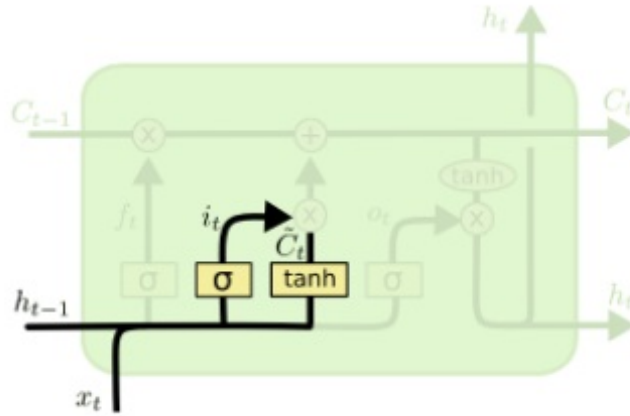 h_t
C_{t-1} C_t
× +
tanh
f_t i_t × o_t ×
C̃_t
σ σ tanh σ
h_{t-1} h_t
x_t